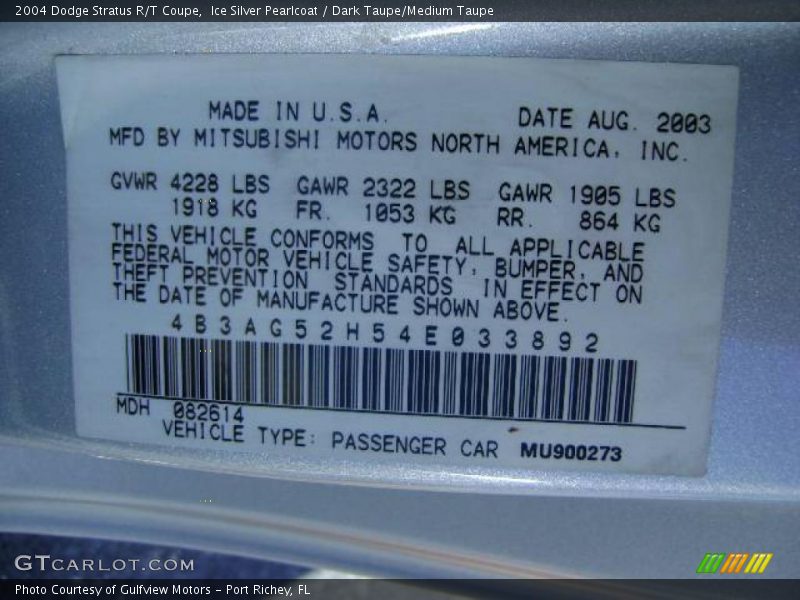 2004 Dodge Stratus R/T Coupe,  Ice Silver Pearlcoat / Dark Taupe/Medium Taupe
MADE IN U.S.A. DATE AUG. 2003
MFD BY MITSUBISHI MOTORS NORTH AMERICA, INC.
GVWR 4228 LBS GAWR 2322 LBS GAWR 1905 LBS
1918 KG FR. 1053 KG RR. 864 KG
THIS VEHICLE CONFORMS TO ALL APPLICABLE
FEDERAL MOTOR VEHICLE SAFETY, BUMPER, AND
THEFT PREVENTION STANDARDS IN EFFECT ON
THE DATE OF MANUFACTURE SHOWN ABOVE.
4B3AG52H54E033892
MDH 082614
VEHICLE TYPE: PASSENGER CAR MU900273
GTCARLOT.COM
Photo Courtesy of Gulfview Motors - Port Richey, FL